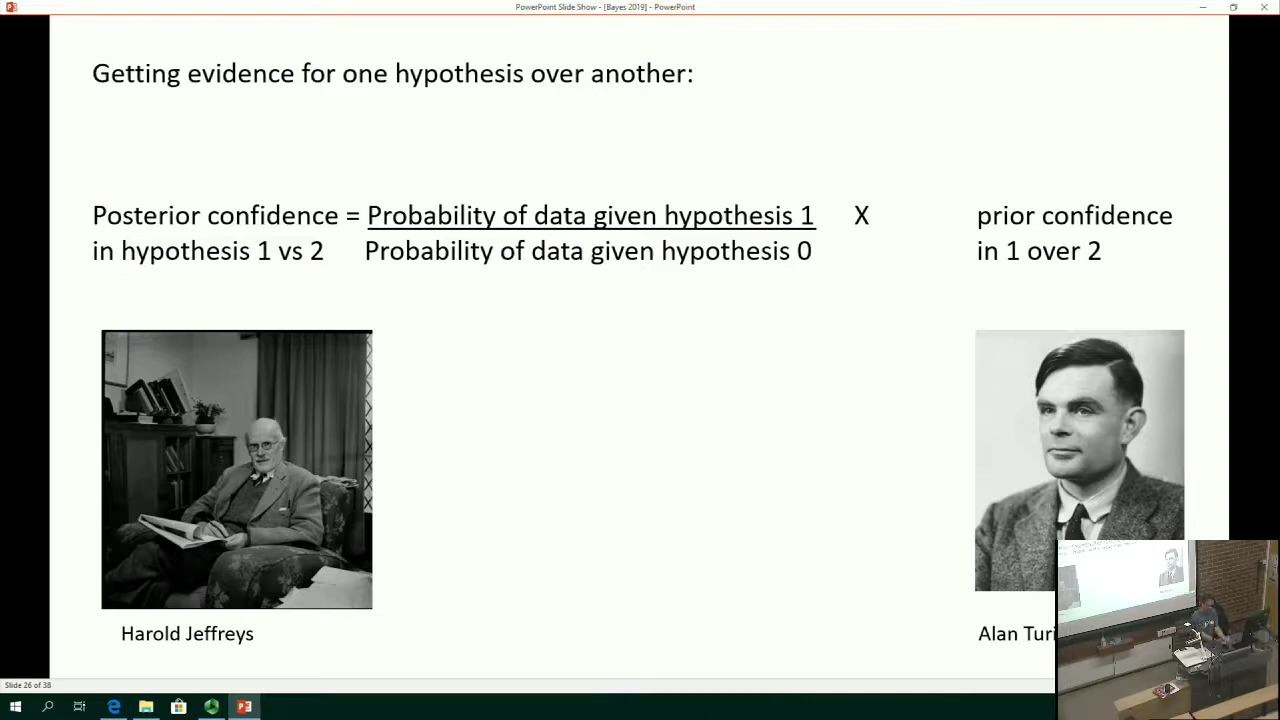 PowerPoint Slide Show - [Bayes 2019] - PowerPoint
Getting evidence for one hypothesis over another:
Posterior confidence = Probability of data given hypothesis 1 X prior confidence
in hypothesis 1 vs 2 Probability of data given hypothesis 0 in 1 over 2
Harold Jeffreys
Alan Turi
Slide 26 of 38